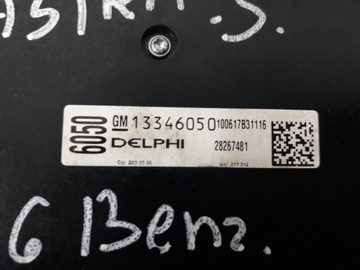 ASTRA J.
6050
GM 13346050 100617B31116
DELPHI 28267481
6 Benz.